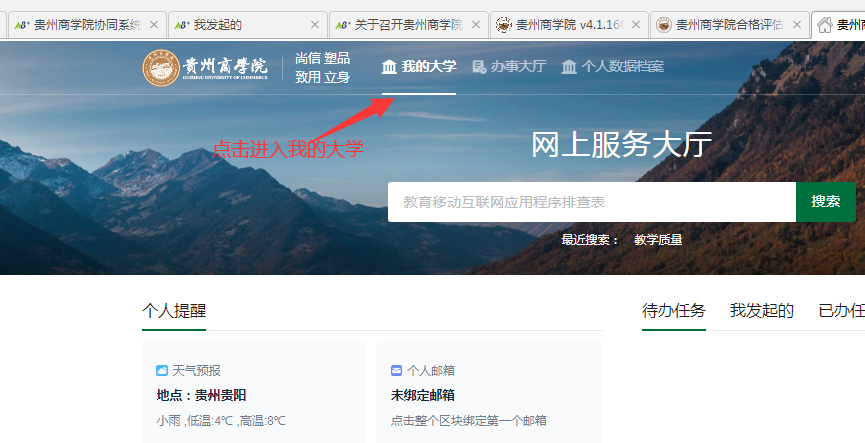 贵州商学院协同系统
我发起的
关于召开贵州商学院
贵州商学院 v4.1.160
贵州商学院合格评估
贵州商
贵州商学院
GUIZHOU UNIVERSITY OF COMMERCE
尚信 塑品
致用 立身
我的大学
办事大厅
个人数据档案
点击进入我的大学
网上服务大厅
教育移动互联网应用程序排查表
搜索
最近搜索： 教学质量
个人提醒
待办任务
我发起的
已办任
天气预报
地点：贵州贵阳
小雨 ,低温:4℃ ,高温:8℃
个人邮箱
未绑定邮箱
点击整个区块绑定第一个邮箱